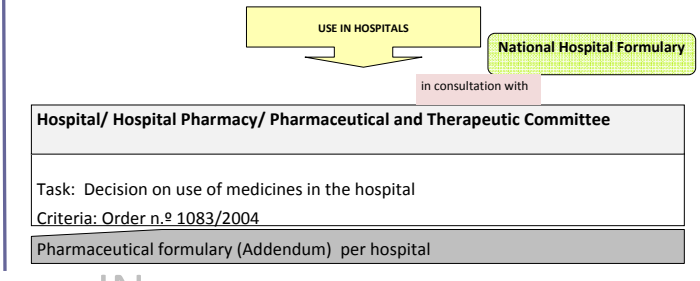 USE IN HOSPITALS
National Hospital Formulary
in consultation with
Hospital/ Hospital Pharmacy/ Pharmaceutical and Therapeutic Committee
Task:  Decision on use of medicines in the hospital
Criteria: Order n.º 1083/2004
Pharmaceutical formulary (Addendum)  per hospital